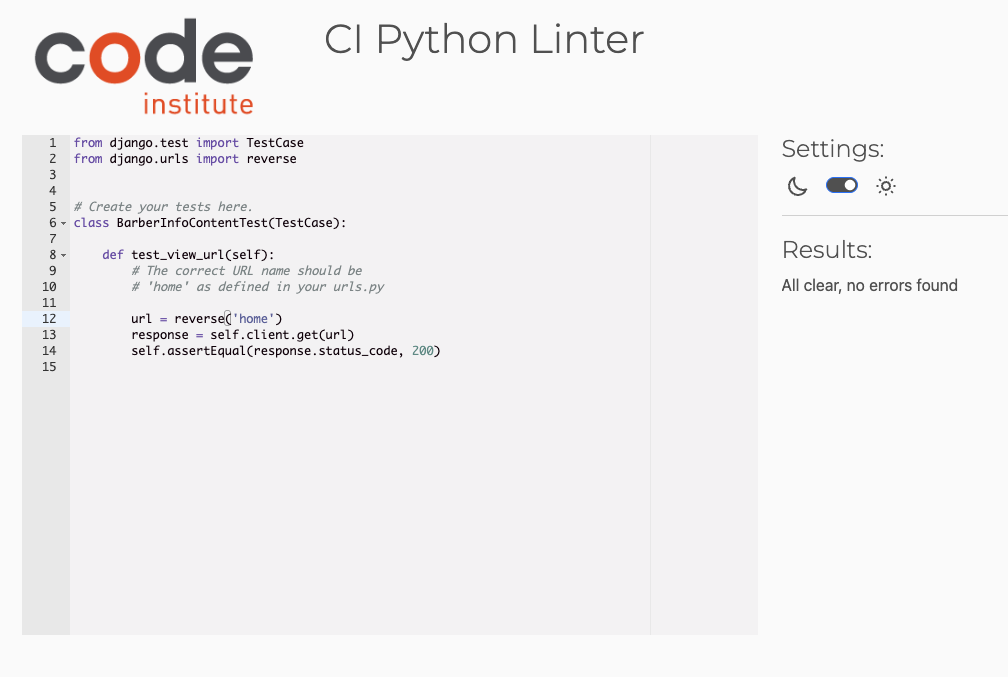 code
institute
CI Python Linter
1 from django.test import TestCase
2 from django.urls import reverse
3
4
5 # Create your tests here.
6 class BarberInfoContentTest(TestCase):
7
8     def test_view_url(self):
9         # The correct URL name should be
10         # 'home' as defined in your urls.py
11
12         url = reverse('home')
13         response = self.client.get(url)
14         self.assertEqual(response.status_code, 200)
15
Settings:
Results:
All clear, no errors found